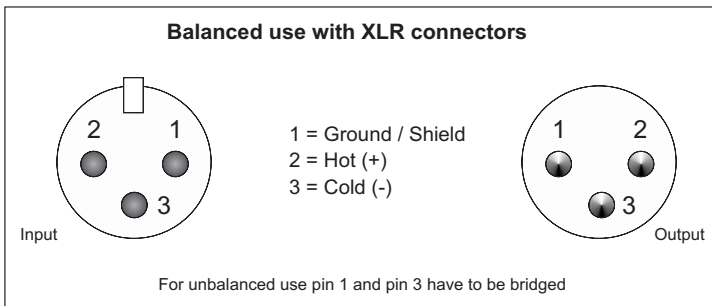 Balanced use with XLR connectors
2 1
3
Input
1 = Ground / Shield
2 = Hot (+)
3 = Cold (-)
1 2
3
Output
For unbalanced use pin 1 and pin 3 have to be bridged